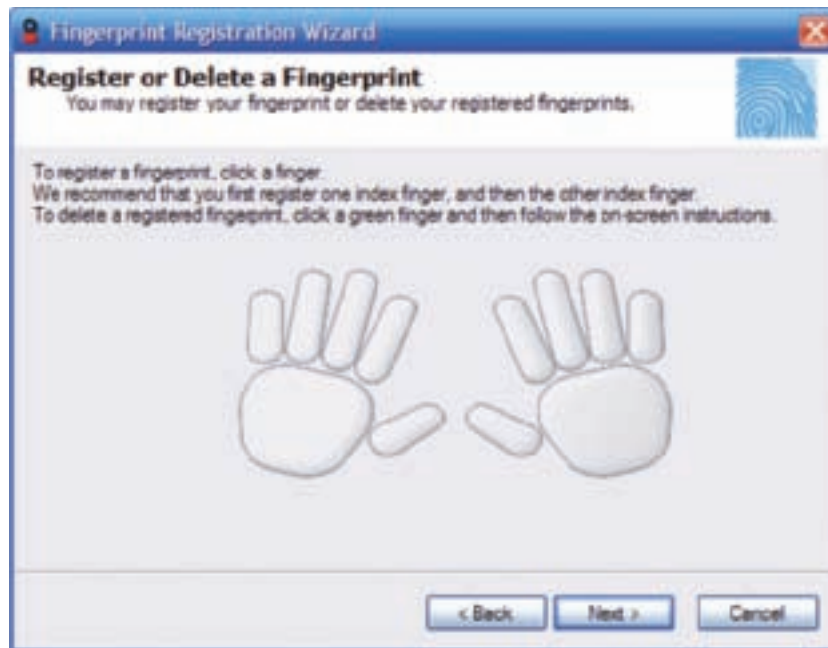 Fingerprint Registration Wizard
Register or Delete a Fingerprint
You may register your fingerprint or delete your registered fingerprints.
To register a fingerprint, click a finger.
We recommend that you first register one index finger, and then the other index finger.
To delete a registered fingerprint, click a green finger and then follow the on-screen instructions.
< Back
Next >
Cancel